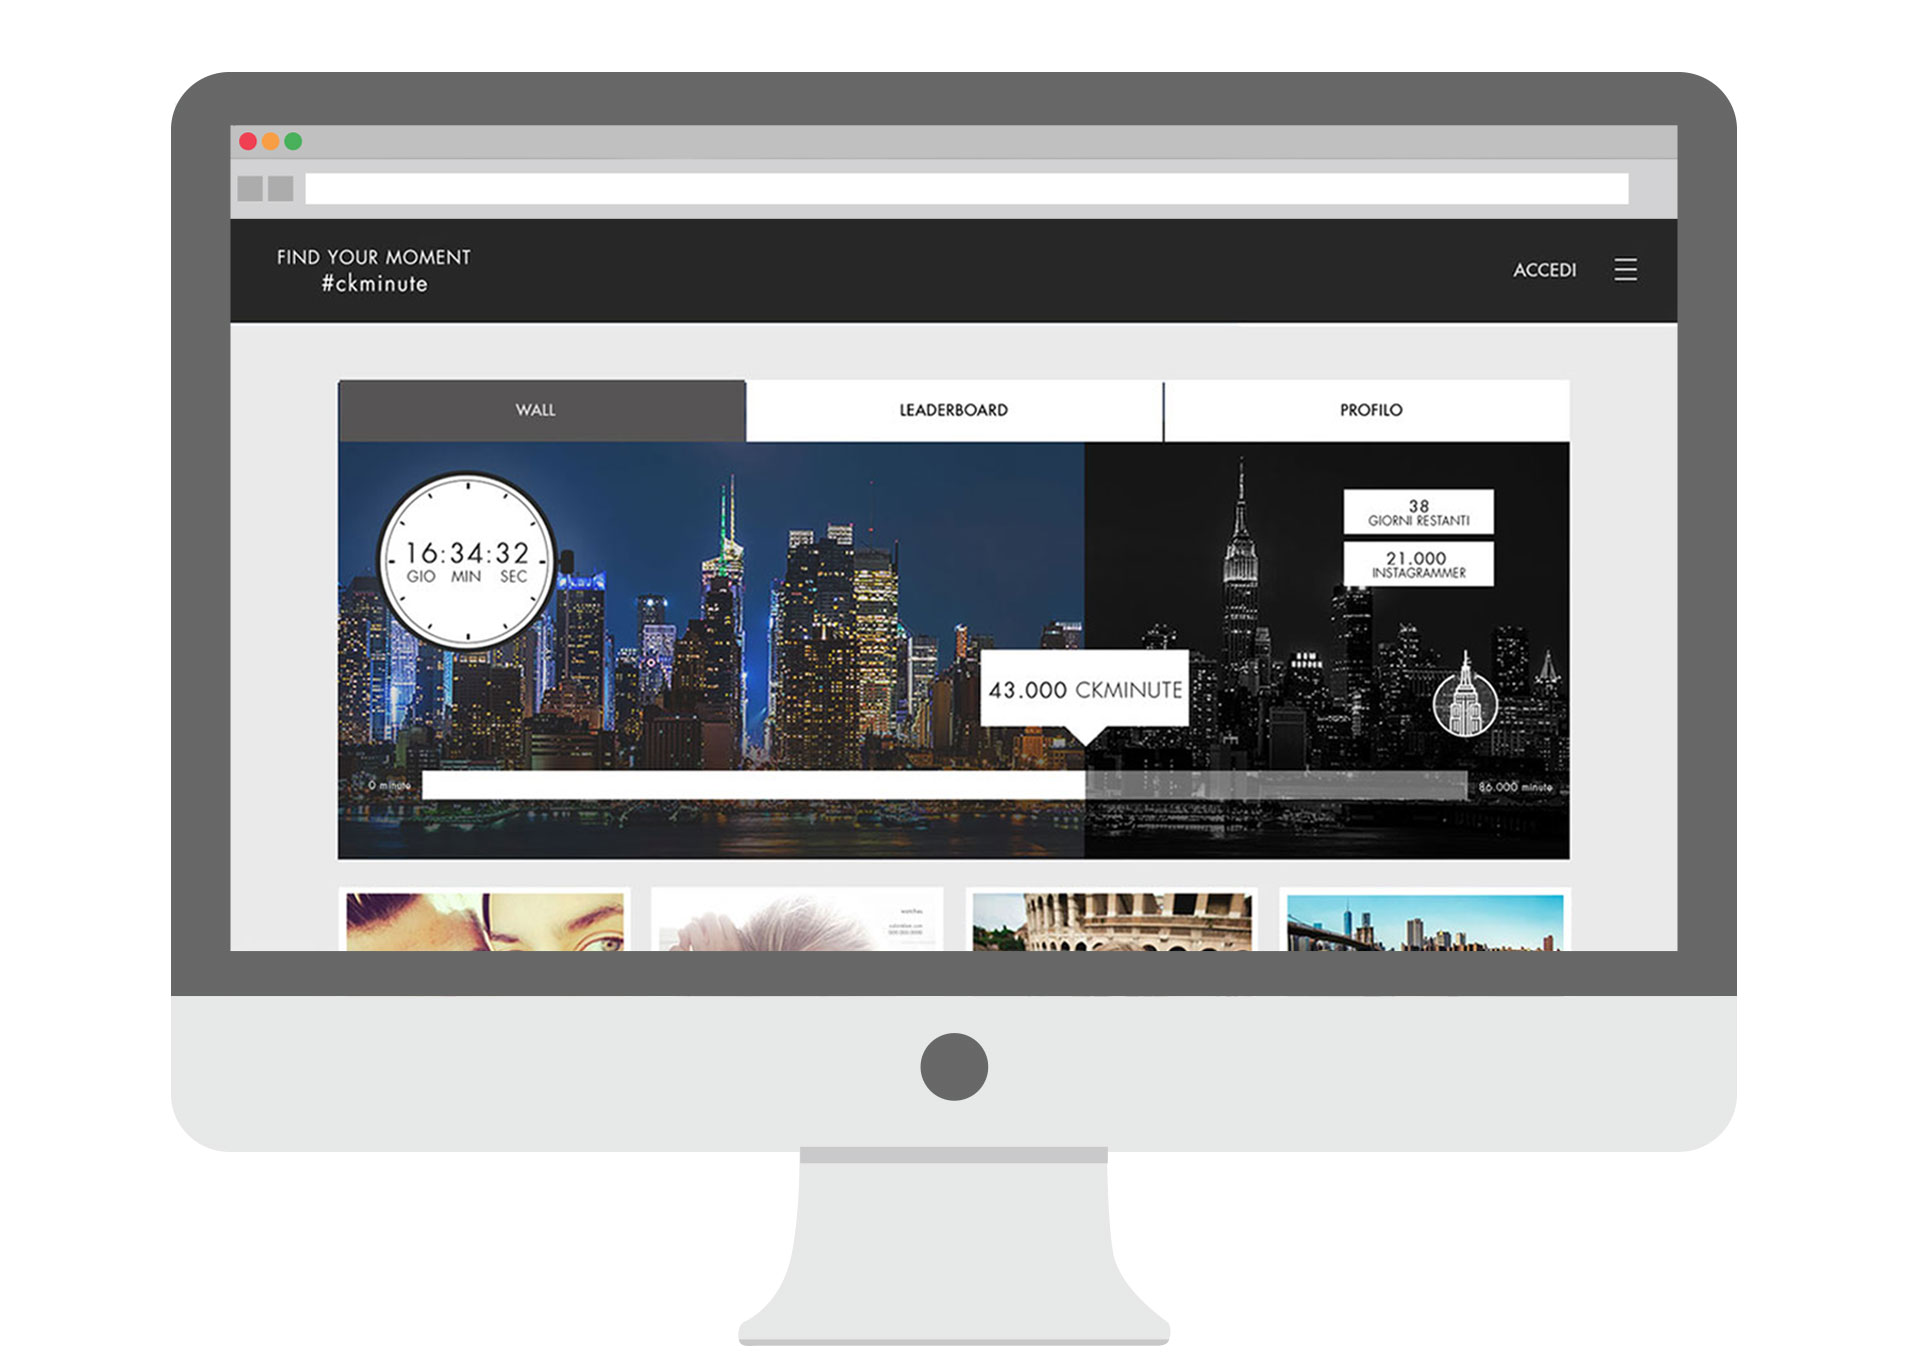 FIND YOUR MOMENT
#ckminute
ACCEDI
WALL
LEADERBOARD
PROFILO
16:34:32
GIO MIN SEC
38
GIORNI RESTANTI
21.000
INSTAGRAMMER
43.000 CKMINUTE
0 minute
86.000 minute
watches